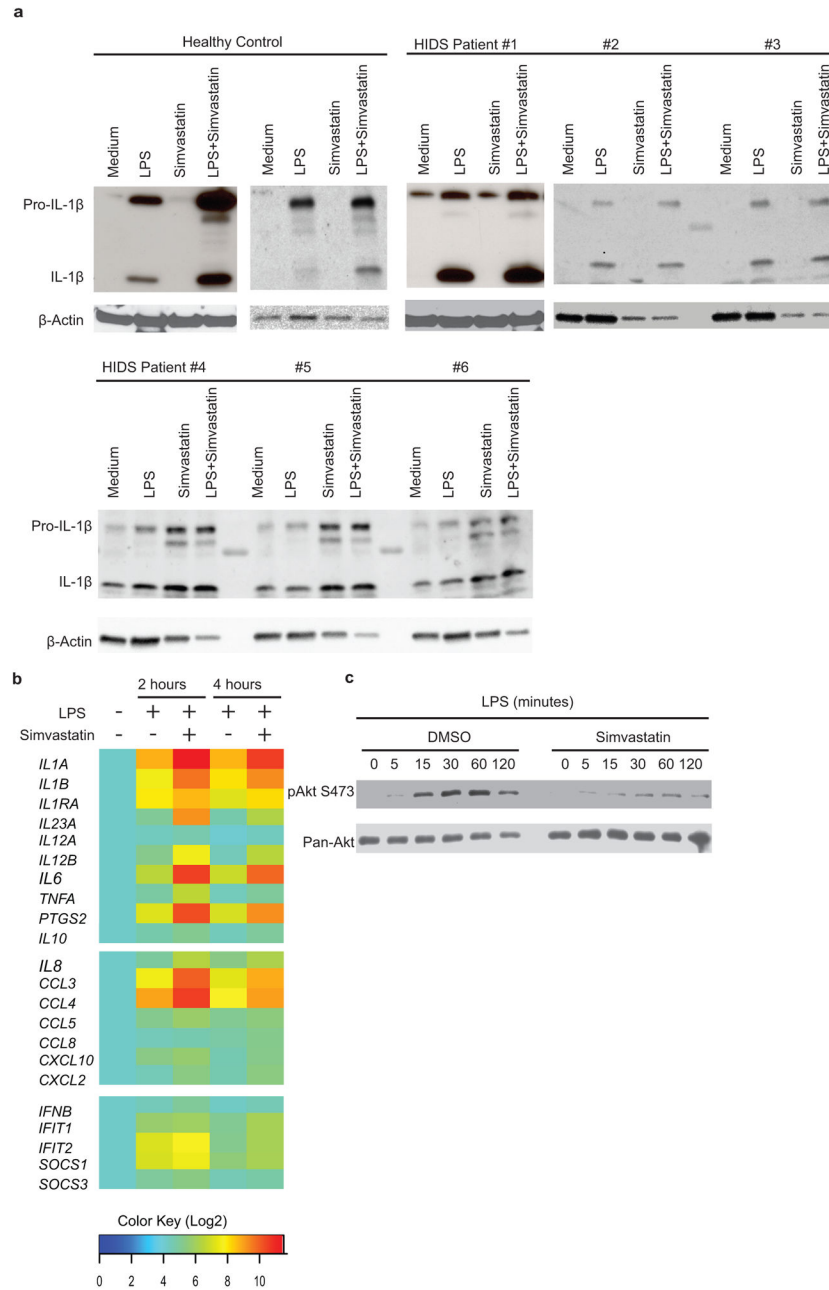 a
Healthy Control
HIDS Patient #1 #2 #3
Medium LPS Simvastatin LPS+Simvastatin Medium LPS Simvastatin LPS+Simvastatin Medium LPS Simvastatin LPS+Simvastatin Medium LPS Simvastatin LPS+Simvastatin Medium LPS Simvastatin LPS+Simvastatin
Pro-IL-1β
IL-1β
β-Actin
HIDS Patient #4 #5 #6
Medium LPS Simvastatin LPS+Simvastatin Medium LPS Simvastatin LPS+Simvastatin Medium LPS Simvastatin LPS+Simvastatin
Pro-IL-1β
IL-1β
β-Actin
b
2 hours 4 hours
LPS - + + + +
Simvastatin - - + - +
IL1A
IL1B
IL1RA
IL23A
IL12A
IL12B
IL6
TNFA
PTGS2
IL10
IL8
CCL3
CCL4
CCL5
CCL8
CXCL10
CXCL2
IFNB
IFIT1
IFIT2
SOCS1
SOCS3
Color Key (Log2)
0 2 4 6 8 10
c
LPS (minutes)
DMSO Simvastatin
0 5 15 30 60 120 0 5 15 30 60 120
pAkt S473
Pan-Akt